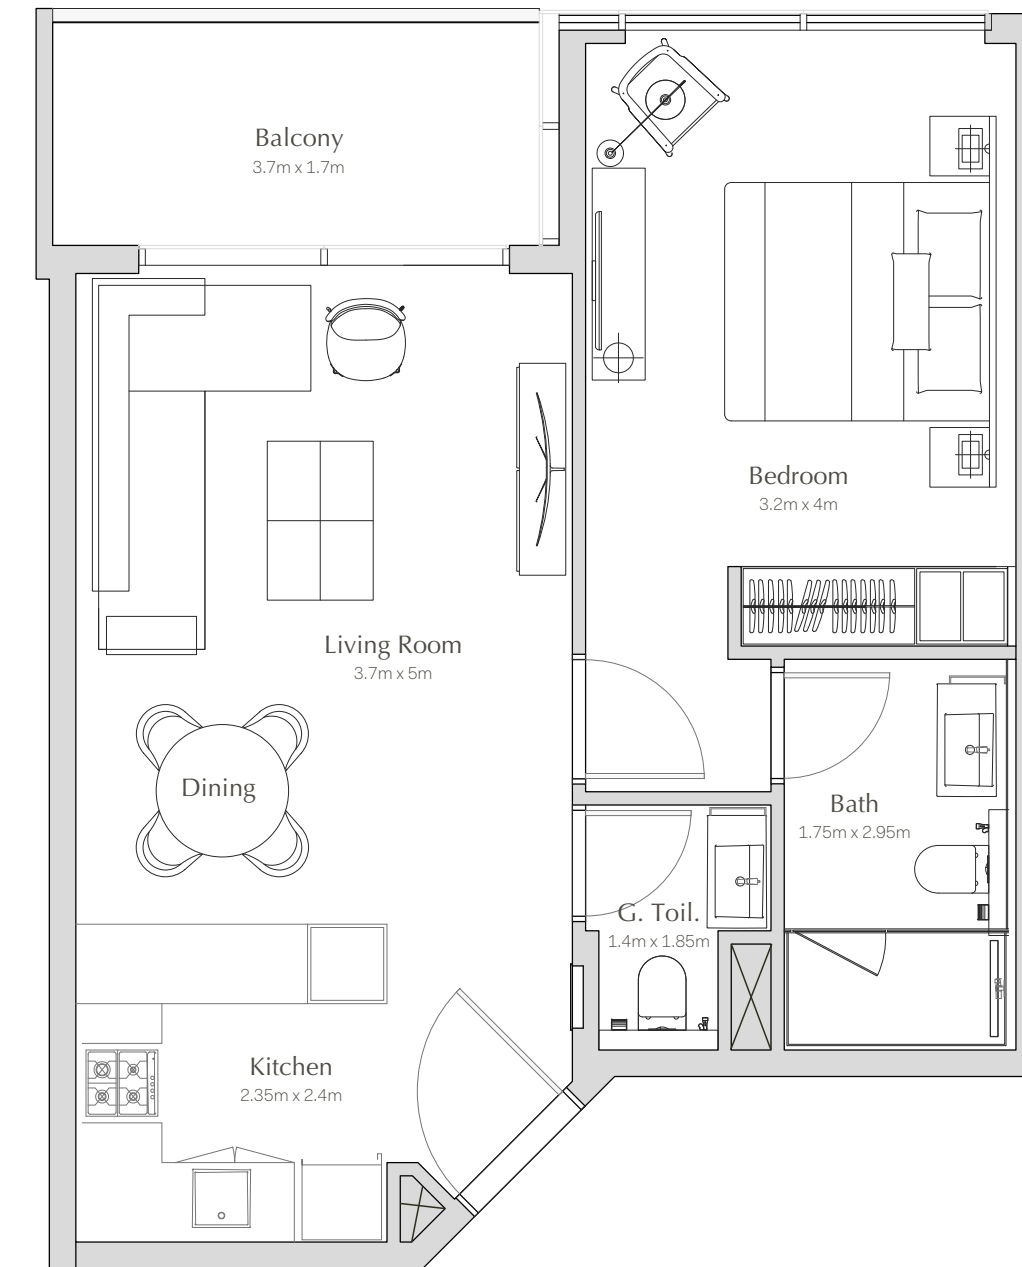 Balcony
3.7m x 1.7m
Bedroom
3.2m x 4m
Living Room
3.7m x 5m
Dining
Bath
1.75m x 2.95m
G. Toil.
1.4m x 1.85m
Kitchen
2.35m x 2.4m